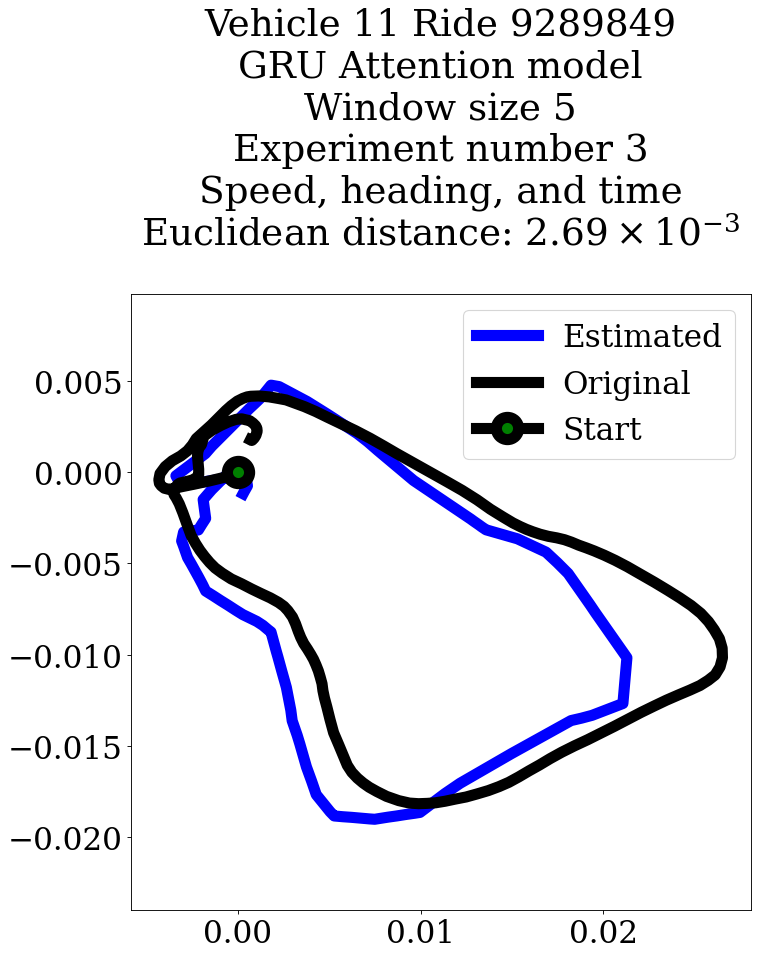 Vehicle 11 Ride 9289849
GRU Attention model
Window size 5
Experiment number 3
Speed, heading, and time
Euclidean distance: 2.69 × 10⁻³
Estimated
Original
Start
0.005
0.000
−0.005
−0.010
−0.015
−0.020
0.00 0.01 0.02